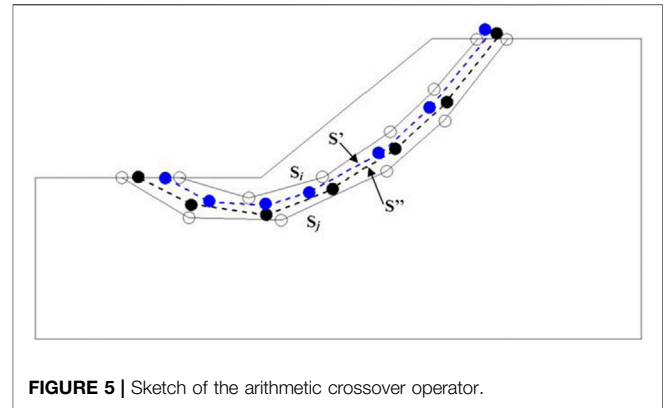 S'
Sᵢ
S”
Sⱼ
FIGURE 5 | Sketch of the arithmetic crossover operator.